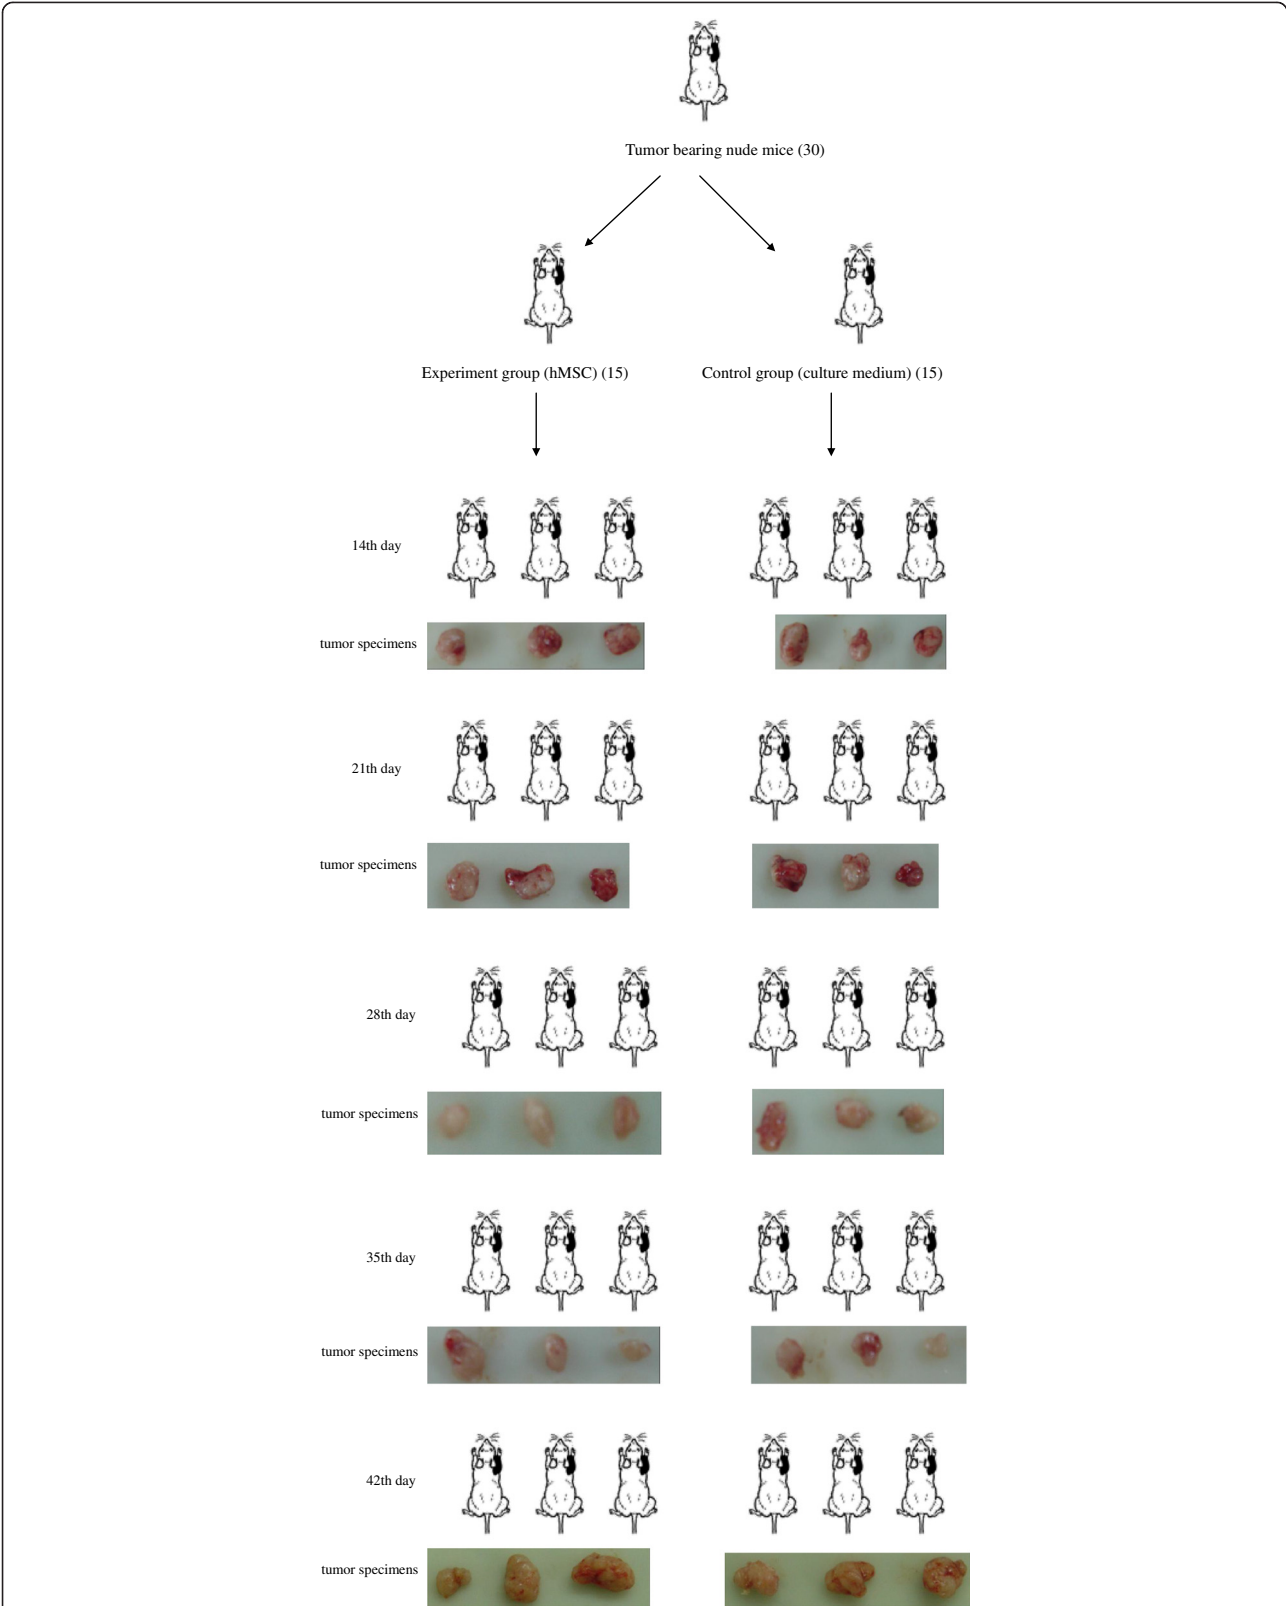 Tumor bearing nude mice (30)
Experiment group (hMSC) (15)
Control group (culture medium) (15)
14th day
tumor specimens
21th day
tumor specimens
28th day
tumor specimens
35th day
tumor specimens
42th day
tumor specimens